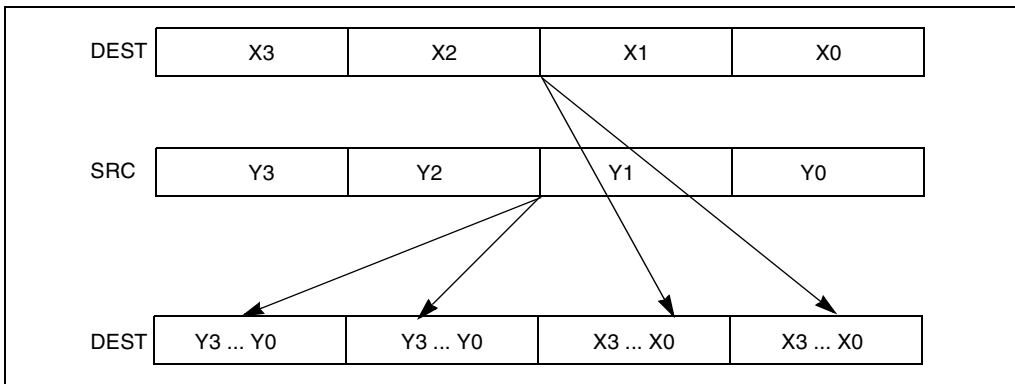 DEST X3 X2 X1 X0
SRC Y3 Y2 Y1 Y0
DEST Y3 ... Y0 Y3 ... Y0 X3 ... X0 X3 ... X0